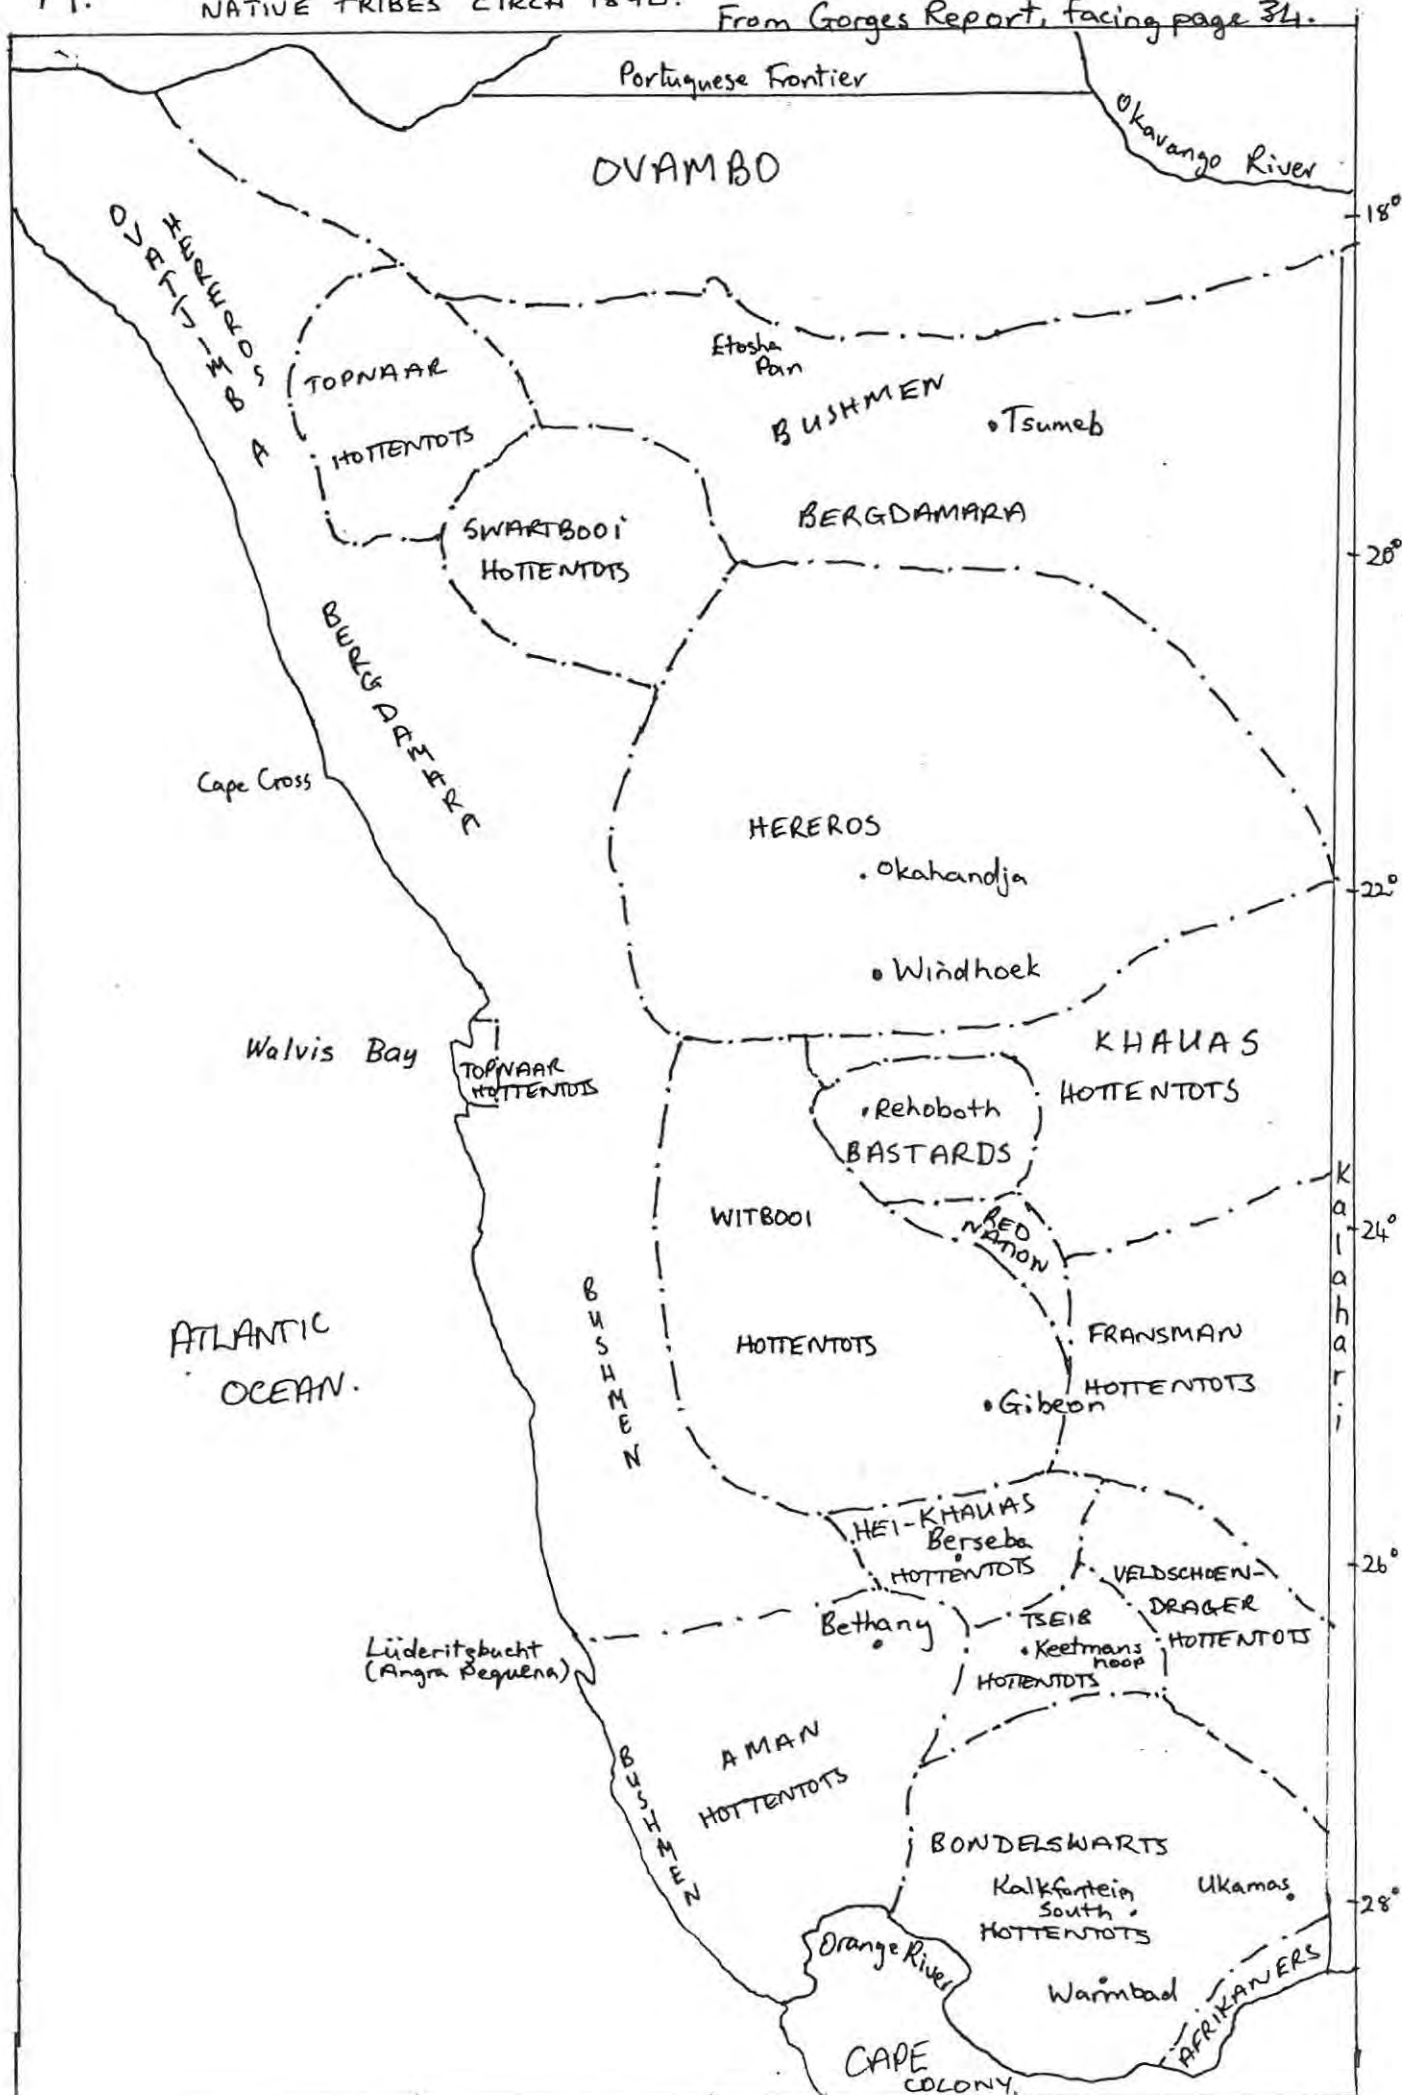 NATIVE TRIBES CIRCA 1890.
From Gorges Report, facing page 34.
Portuguese Frontier
Okavango River
OVAMBO
18°
HEREROS
OVATJIMBA
TOPNAAR
HOTTENTOTS
Etosha
Pan
BUSHMEN
Tsumeb
SWARTBOOI
HOTTENTOTS
BERGDAMARA
20°
BERGDAMARA
Cape Cross
HEREROS
Okahandja
22°
Windhoek
Walvis Bay
TOPNAAR
HOTTENTOTS
KHAUAS
HOTTENTOTS
Rehoboth
BASTARDS
Kalahari
WITBOOI
RED
NATION
24°
BUSHMEN
ATLANTIC
OCEAN.
HOTTENTOTS
FRANSMAN
HOTTENTOTS
Gibeon
HEI-KHAUAS
Berseba
HOTTENTOTS
26°
VELDSCHOEN-
DRAGER
HOTTENTOTS
Bethany
TSEIB
Keetmans
hoop
HOTTENTOTS
Lüderitzbucht
(Angra Pequena)
AMAN
HOTTENTOTS
BUSHMEN
BONDELSWARTS
Kalkfontein
South
HOTTENTOTS
Ukamas
28°
Orange River
Warmbad
AFRIKANERS
CAPE
COLONY.